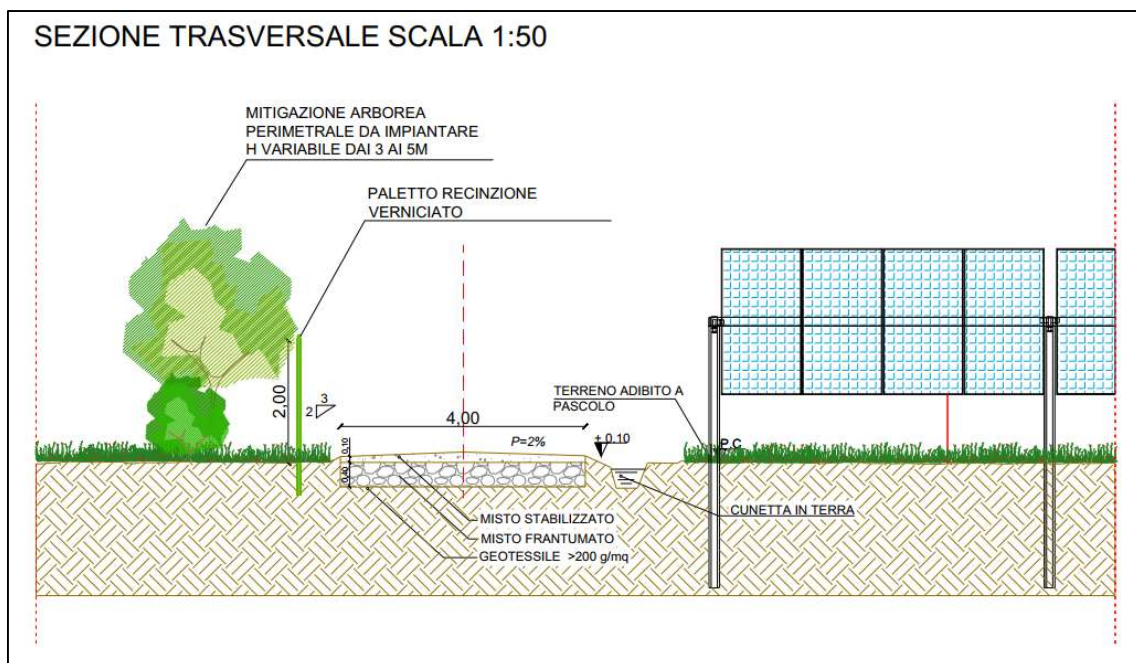 SEZIONE TRASVERSALE SCALA 1:50
MITIGAZIONE ARBOREA
PERIMETRALE DA IMPIANTARE
H VARIABILE DAI 3 AI 5M
PALETTO RECINZIONE
VERNICIATO
2,00
3
2
4,00
TERRENO ADIBITO A
PASCOLO
0,10
P=2%
+ 0.10
P.C
0,40
MISTO STABILIZZATO
MISTO FRANTUMATO
GEOTESSILE >200 g/mq
CUNETTA IN TERRA